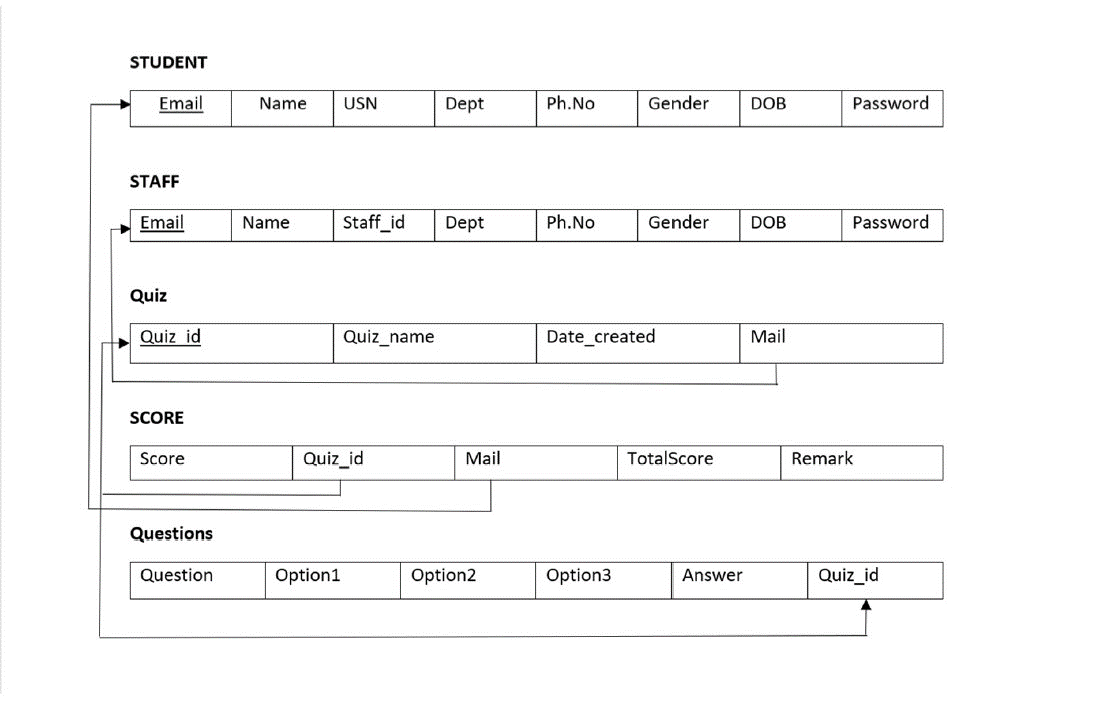 STUDENT
Email Name USN Dept Ph.No Gender DOB Password
STAFF
Email Name Staff_id Dept Ph.No Gender DOB Password
Quiz
Quiz_id Quiz_name Date_created Mail
SCORE
Score Quiz_id Mail TotalScore Remark
Questions
Question Option1 Option2 Option3 Answer Quiz_id